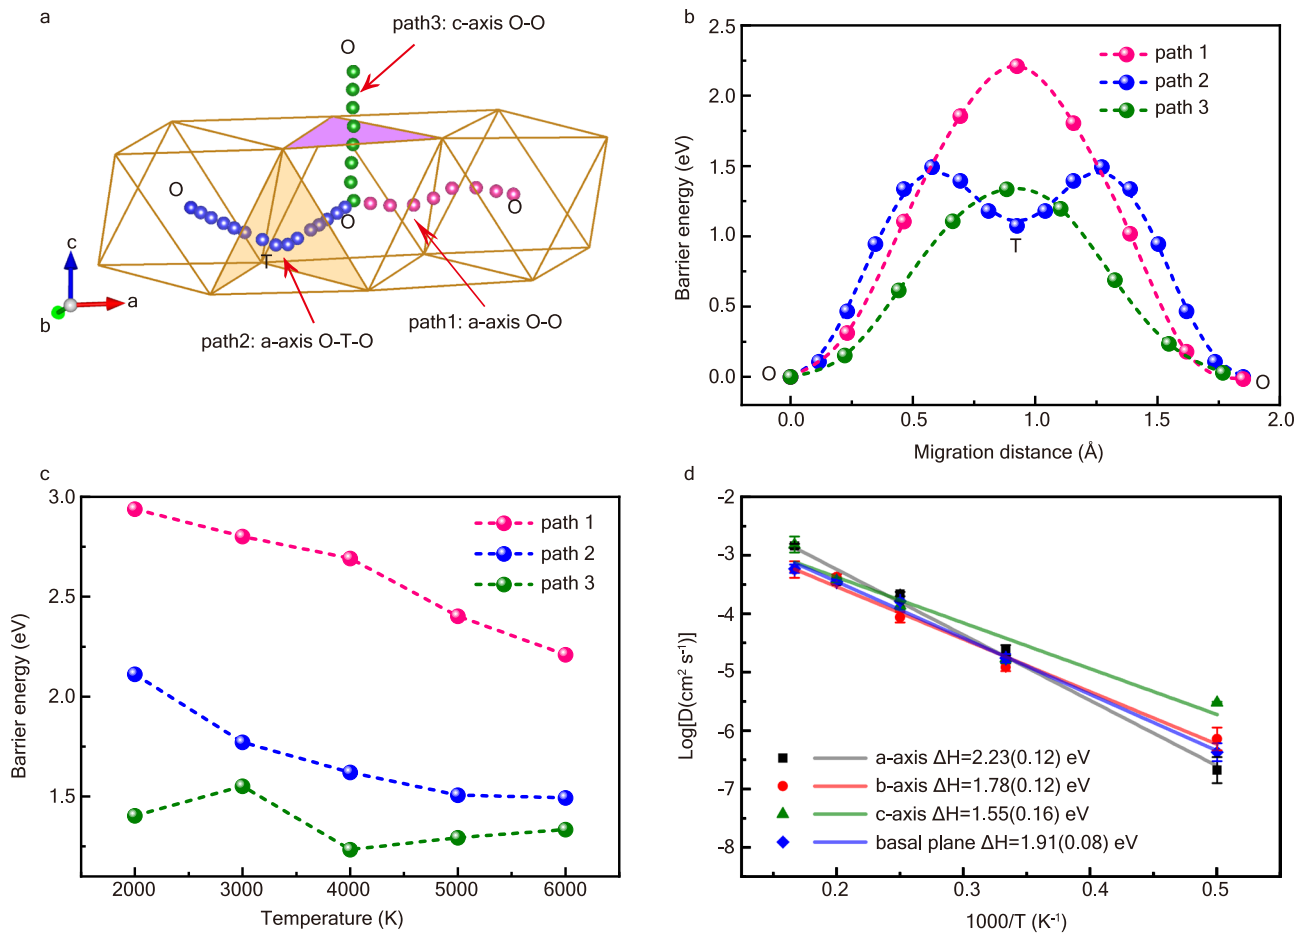 a
path3: c-axis O-O
O
O
O
O
T
c
a
b
path2: a-axis O-T-O
path1: a-axis O-O
b
2.5
2.0
1.5
1.0
0.5
0.0
Barrier energy (eV)
path 1
path 2
path 3
T
O
O
0.0
0.5
1.0
1.5
2.0
Migration distance (Å)
c
3.0
2.5
2.0
1.5
Barrier energy (eV)
path 1
path 2
path 3
2000
3000
4000
5000
6000
Temperature (K)
d
-2
-3
-4
-5
-6
-7
-8
Log[D(cm² s⁻¹)]
a-axis ΔH=2.23(0.12) eV
b-axis ΔH=1.78(0.12) eV
c-axis ΔH=1.55(0.16) eV
basal plane ΔH=1.91(0.08) eV
0.2
0.3
0.4
0.5
1000/T (K⁻¹)